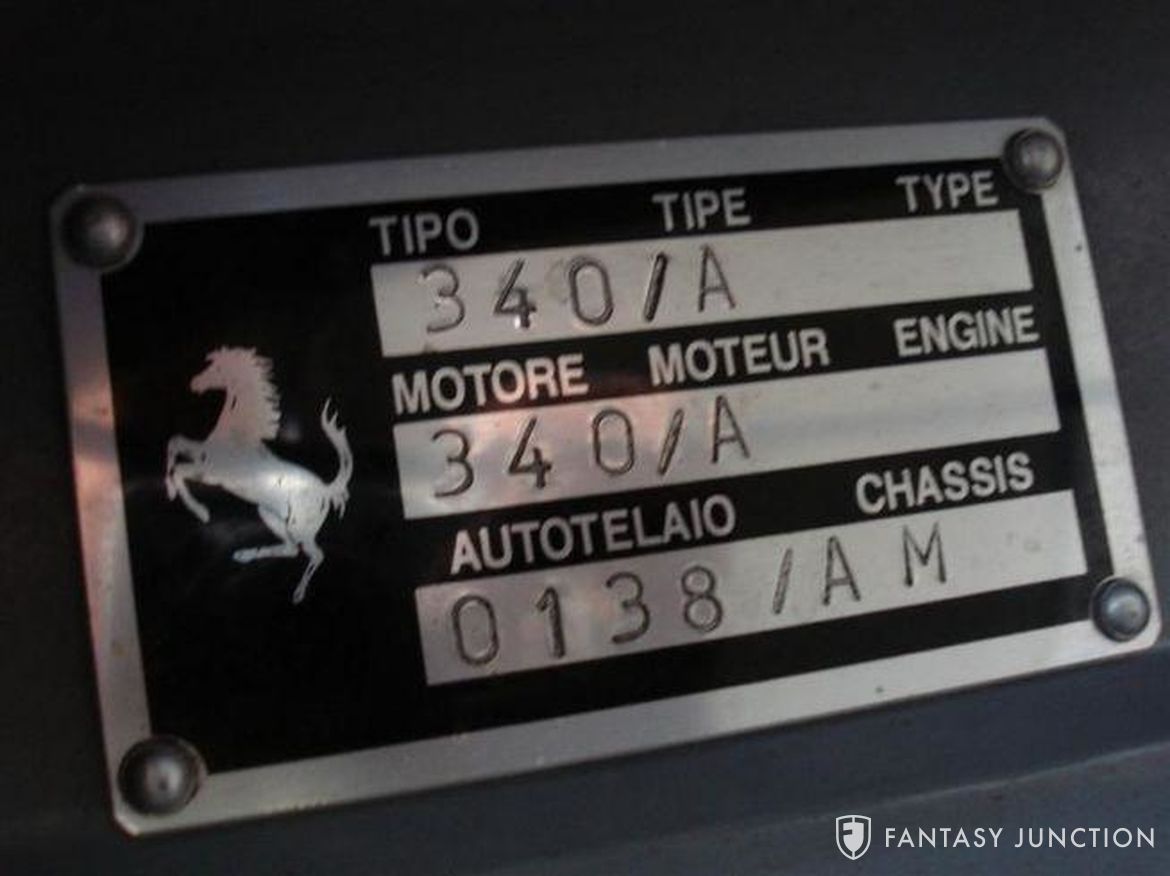 TIPO TIPE TYPE
340/A
MOTORE MOTEUR ENGINE
340/A
AUTOTELAIO CHASSIS
0138/AM
FANTASY JUNCTION